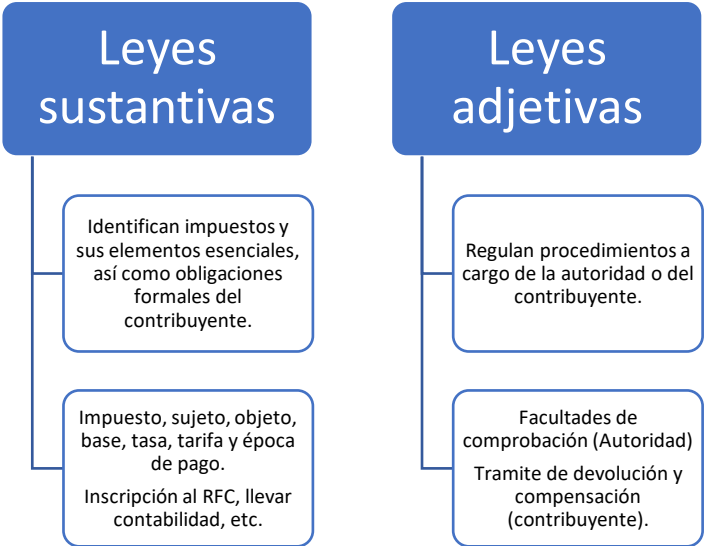 Leyes
sustantivas
Identifican impuestos y
sus elementos esenciales,
así como obligaciones
formales del
contribuyente.
Impuesto, sujeto, objeto,
base, tasa, tarifa y época
de pago.
Inscripción al RFC, llevar
contabilidad, etc.
Leyes
adjetivas
Regulan procedimientos a
cargo de la autoridad o del
contribuyente.
Facultades de
comprobación (Autoridad)
Tramite de devolución y
compensación
(contribuyente).